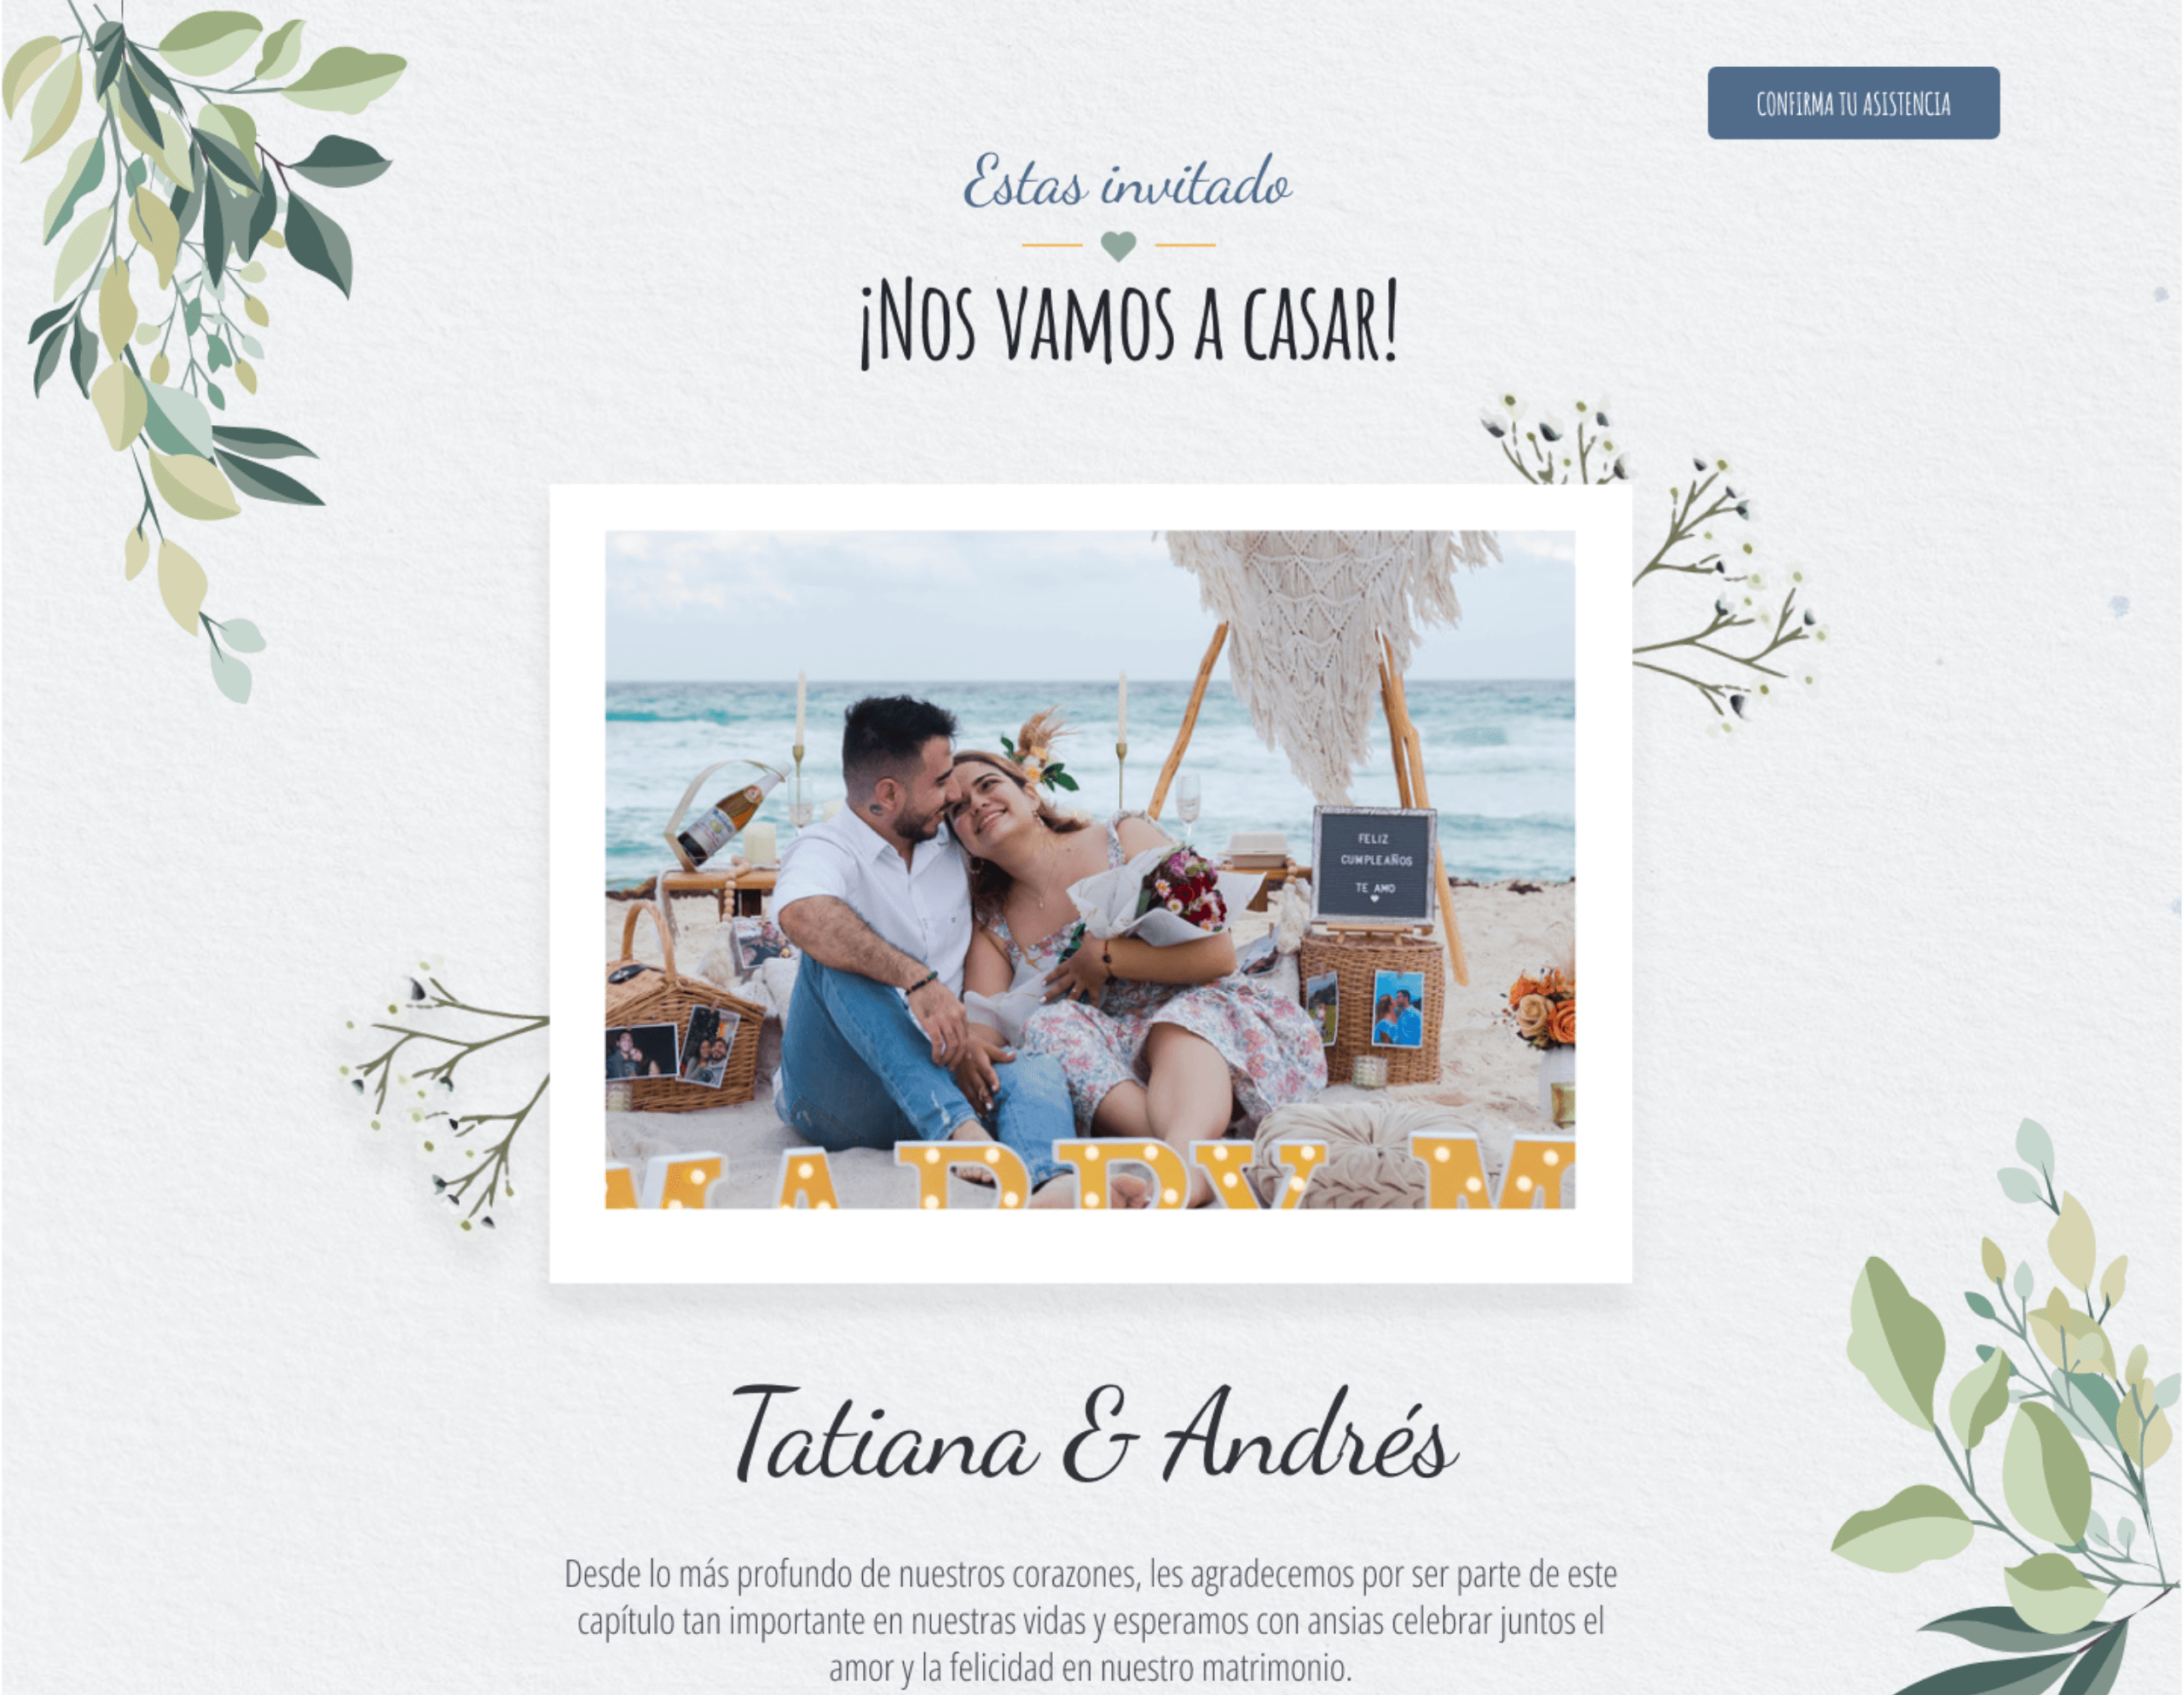 CONFIRMA TU ASISTENCIA
Estas invitado
¡NOS VAMOS A CASAR!
FELIZ
CUMPLEAÑOS
TE AMO
Tatiana & Andrés
Desde lo más profundo de nuestros corazones, les agradecemos por ser parte de este
capítulo tan importante en nuestras vidas y esperamos con ansias celebrar juntos el
amor y la felicidad en nuestro matrimonio.